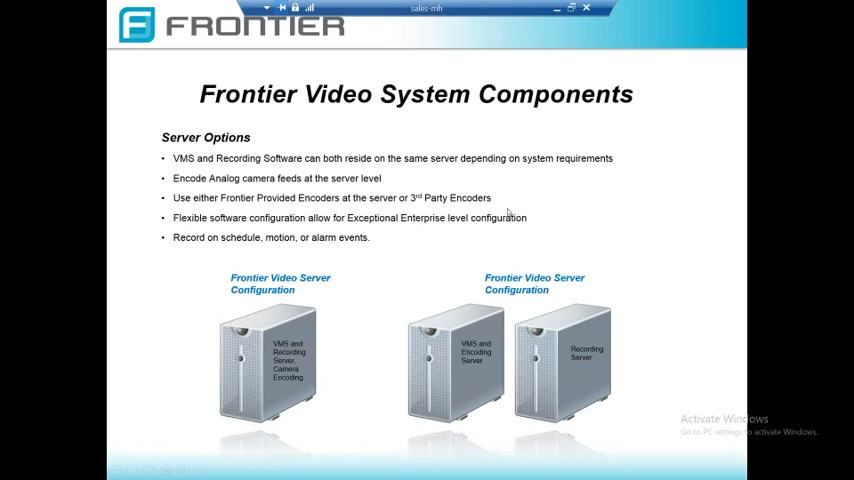 sales-mh
FRONTIER
Frontier Video System Components
Server Options
• VMS and Recording Software can both reside on the same server depending on system requirements
• Encode Analog camera feeds at the server level
• Use either Frontier Provided Encoders at the server or 3rd Party Encoders
• Flexible software configuration allow for Exceptional Enterprise level configuration
• Record on schedule, motion, or alarm events.
Frontier Video Server
Configuration
Frontier Video Server
Configuration
VMS and
Recording
Server,
Camera
Encoding
VMS and
Encoding
Server
Recording
Server
Activate Windows
Go to PC settings to activate Windows.